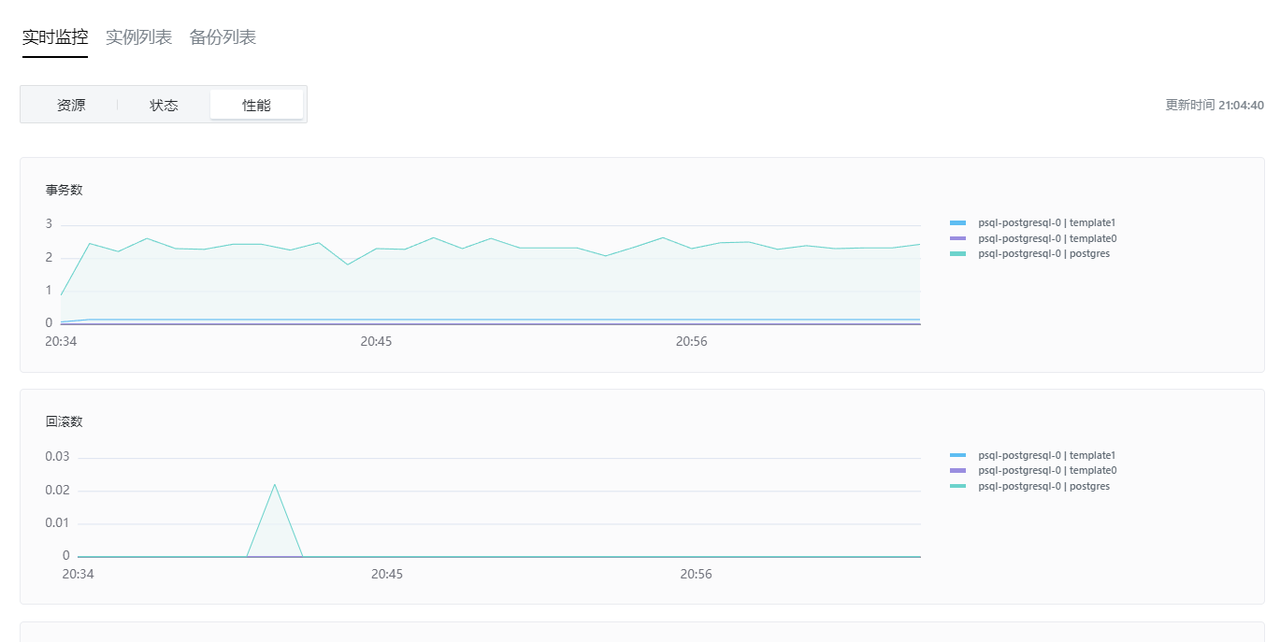 实时监控 实例列表 备份列表
资源 状态 性能
更新时间 21:04:40
事务数
3
2
1
0
20:34 20:45 20:56
psql-postgresql-0 | template1
psql-postgresql-0 | template0
psql-postgresql-0 | postgres
回滚数
0.03
0.02
0.01
0
20:34 20:45 20:56
psql-postgresql-0 | template1
psql-postgresql-0 | template0
psql-postgresql-0 | postgres